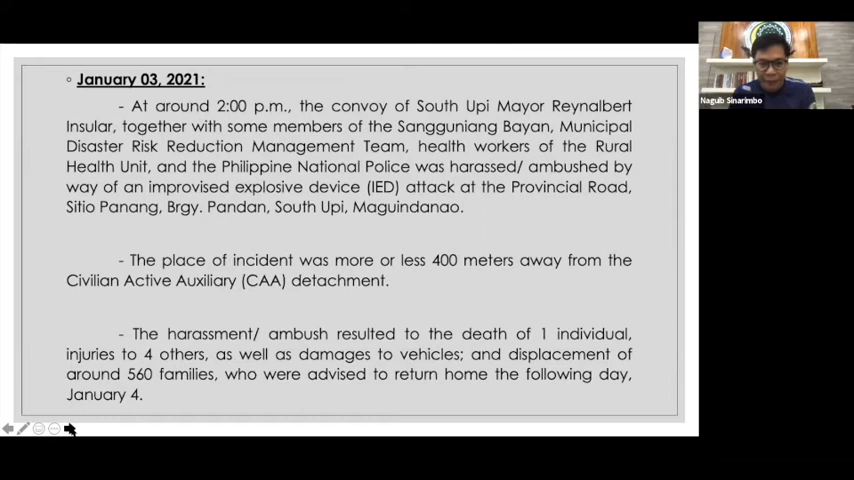 ◦ January 03, 2021:
- At around 2:00 p.m., the convoy of South Upi Mayor Reynalbert
Insular, together with some members of the Sangguniang Bayan, Municipal
Disaster Risk Reduction Management Team, health workers of the Rural
Health Unit, and the Philippine National Police was harassed/ ambushed by
way of an improvised explosive device (IED) attack at the Provincial Road,
Sitio Panang, Brgy. Pandan, South Upi, Maguindanao.
- The place of incident was more or less 400 meters away from the
Civilian Active Auxiliary (CAA) detachment.
- The harassment/ ambush resulted to the death of 1 individual,
injuries to 4 others, as well as damages to vehicles; and displacement of
around 560 families, who were advised to return home the following day,
January 4.
Naguib Sinarimbo